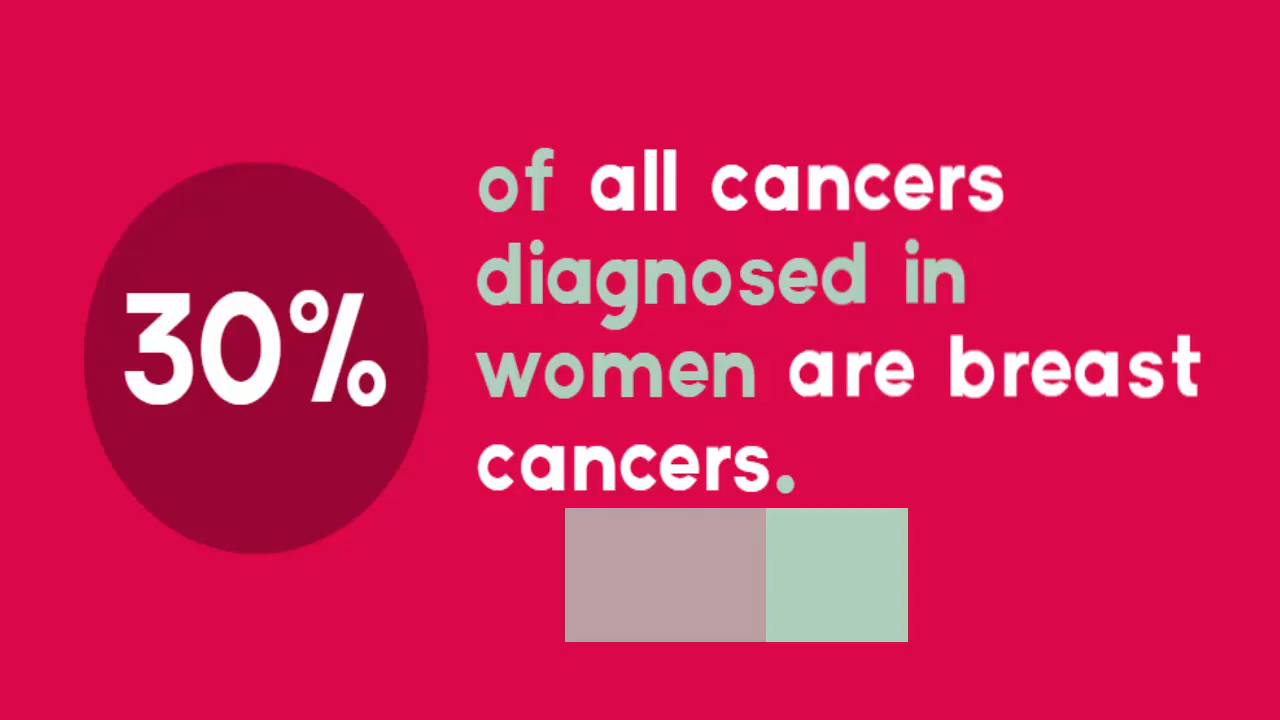 30%
of all cancers
diagnosed in
women are breast
cancers.